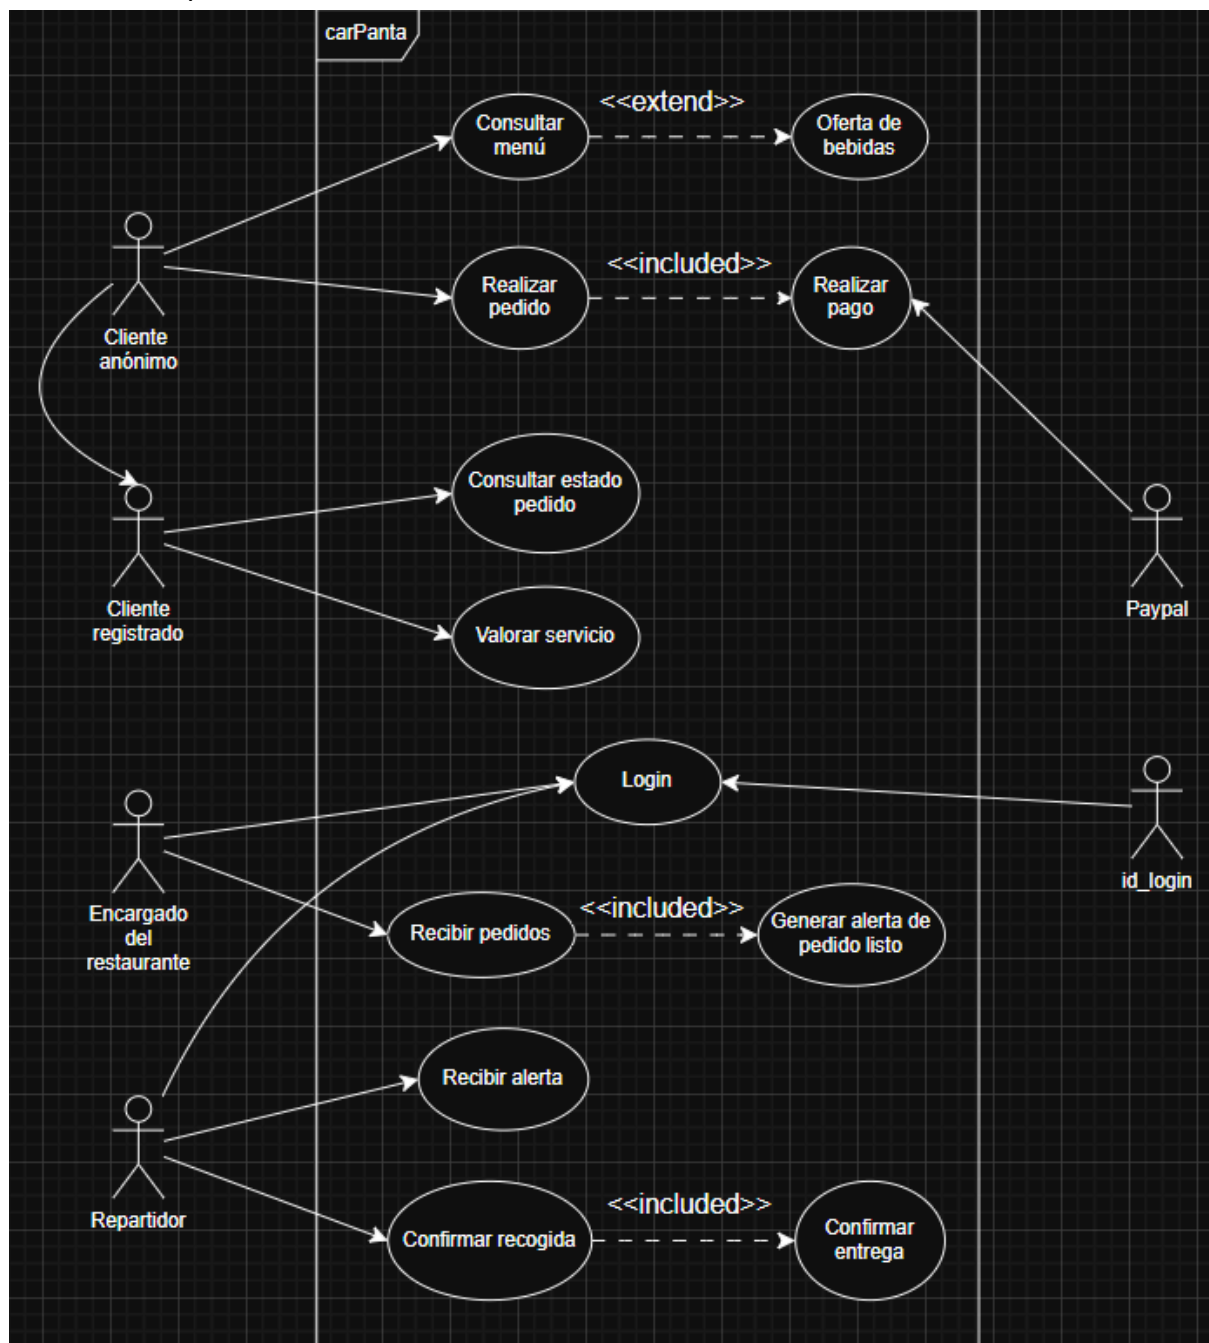 carPanta
<<extend>>
Consultar
menú
Oferta de
bebidas
<<included>>
Realizar
pedido
Realizar
pago
Cliente
anónimo
Consultar estado
pedido
Cliente
registrado
Paypal
Valorar servicio
Login
id_login
Encargado
del
restaurante
<<included>>
Recibir pedidos
Generar alerta de
pedido listo
Recibir alerta
Repartidor
<<included>>
Confirmar recogida
Confirmar
entrega